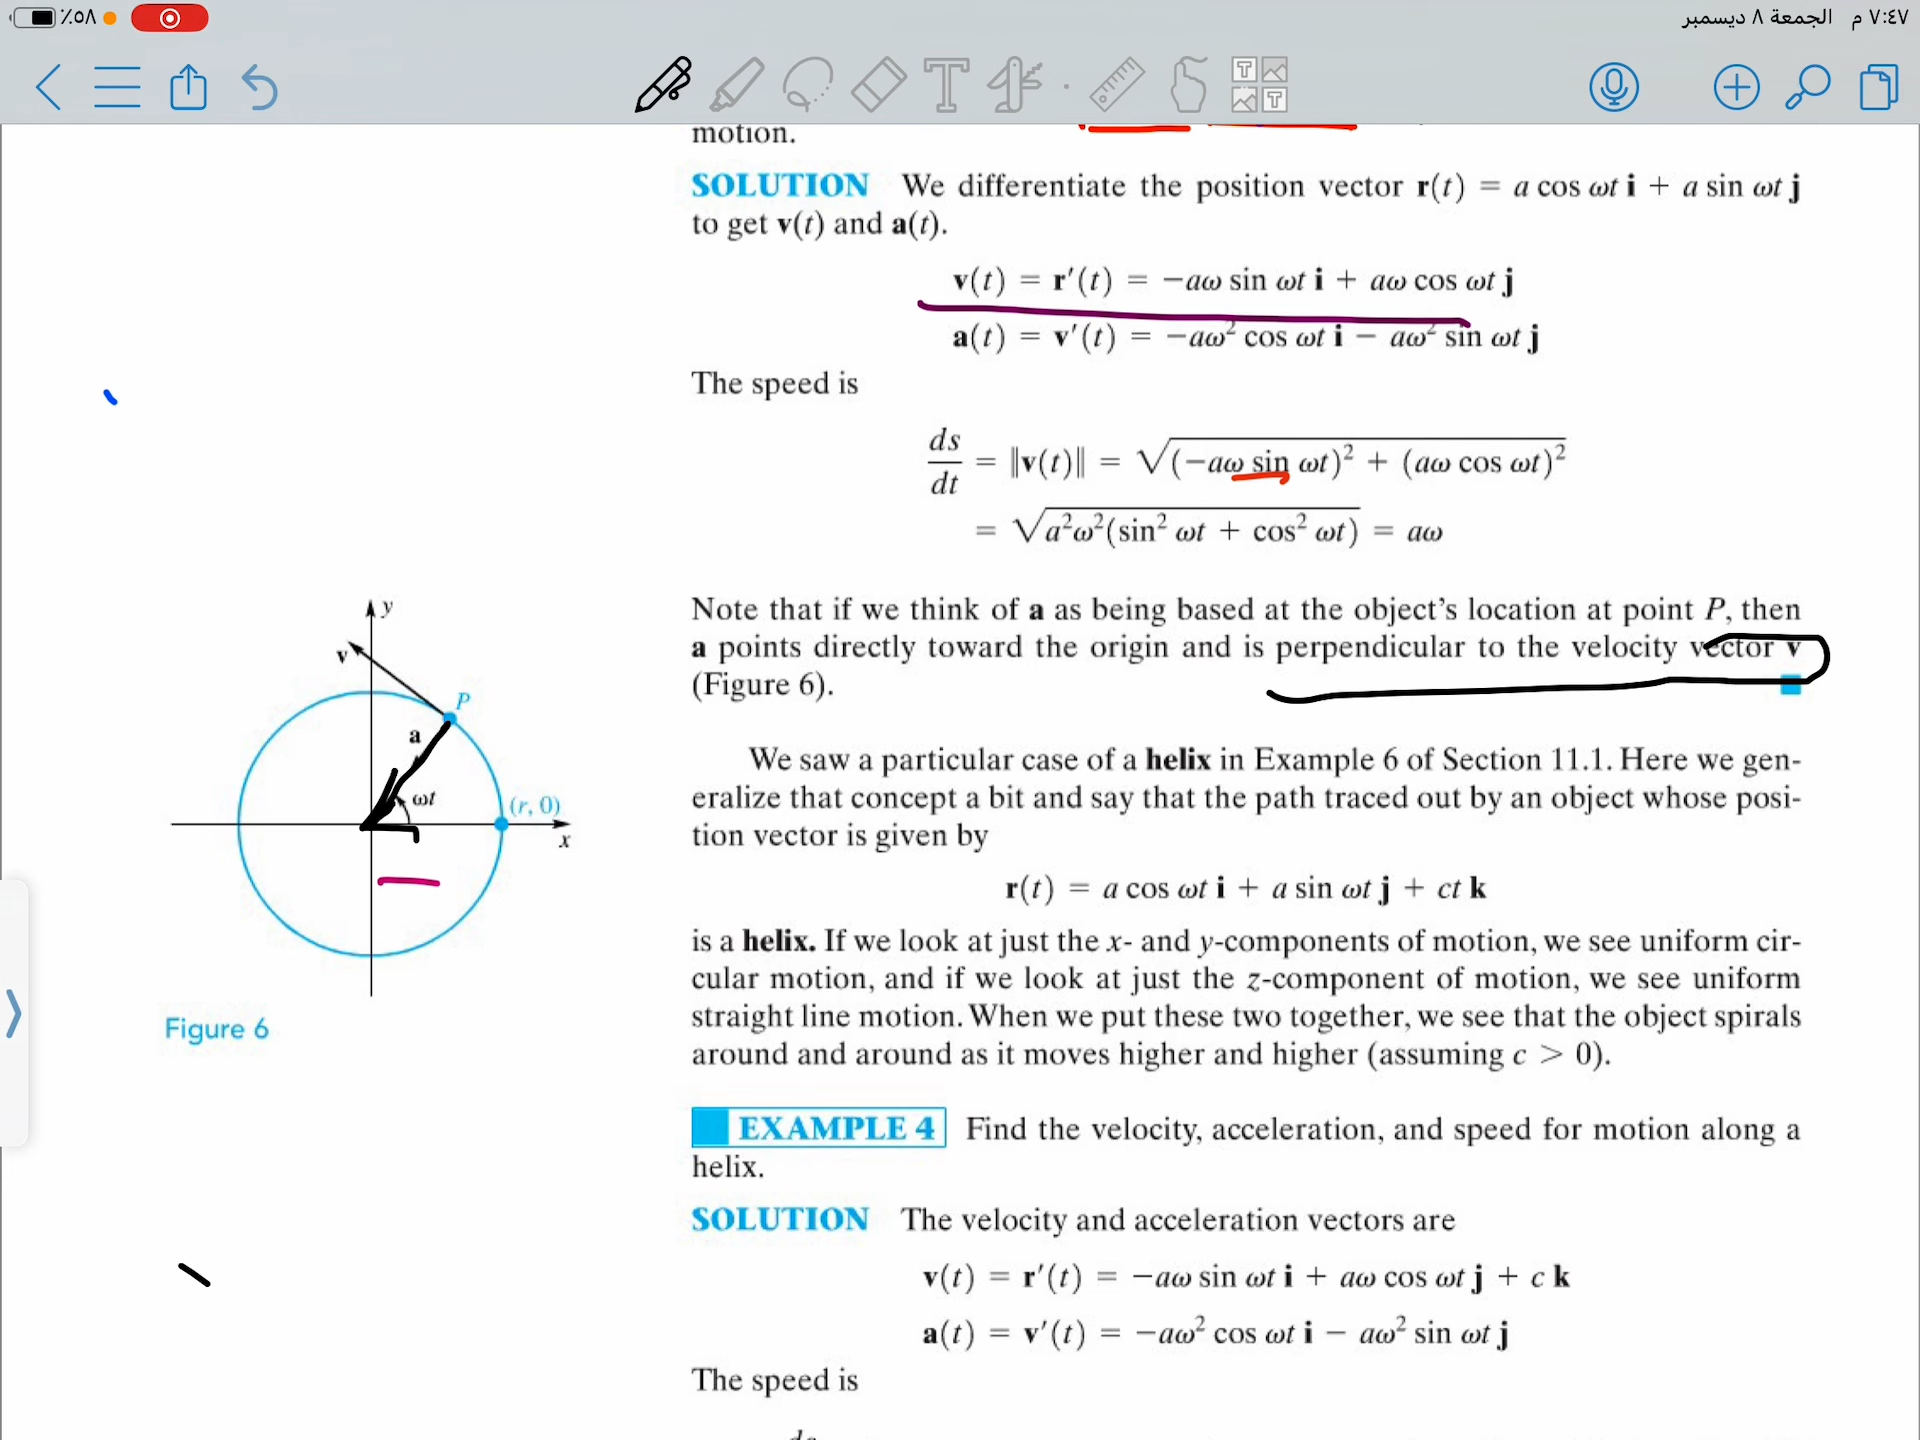 ٪٥٨
٧:٤٧ م الجمعة ٨ ديسمبر
motion.
SOLUTION We differentiate the position vector r(t) = a cos ωt i + a sin ωt j
to get v(t) and a(t).
v(t) = r′(t) = −aω sin ωt i + aω cos ωt j
a(t) = v′(t) = −aω² cos ωt i − aω² sin ωt j
The speed is
ds/dt = ‖v(t)‖ = √(−aω sin ωt)² + (aω cos ωt)²
= √a²ω²(sin² ωt + cos² ωt) = aω
Note that if we think of a as being based at the object’s location at point P, then
a points directly toward the origin and is perpendicular to the velocity vector v
(Figure 6).
y
v
P
a
ωt
(r, 0)
x
Figure 6
We saw a particular case of a helix in Example 6 of Section 11.1. Here we gen-
eralize that concept a bit and say that the path traced out by an object whose posi-
tion vector is given by
r(t) = a cos ωt i + a sin ωt j + ct k
is a helix. If we look at just the x- and y-components of motion, we see uniform cir-
cular motion, and if we look at just the z-component of motion, we see uniform
straight line motion. When we put these two together, we see that the object spirals
around and around as it moves higher and higher (assuming c > 0).
EXAMPLE 4 Find the velocity, acceleration, and speed for motion along a
helix.
SOLUTION The velocity and acceleration vectors are
v(t) = r′(t) = −aω sin ωt i + aω cos ωt j + c k
a(t) = v′(t) = −aω² cos ωt i − aω² sin ωt j
The speed is